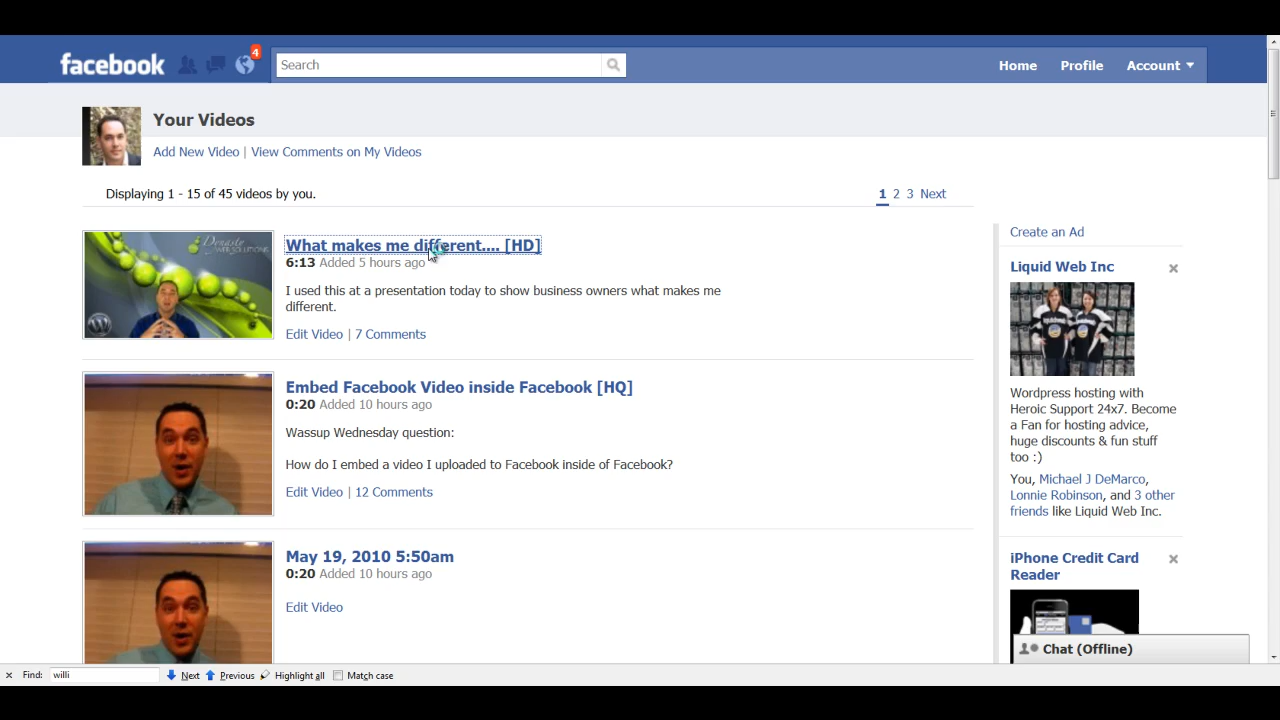 facebook
4
Search
Home Profile Account
Your Videos
Add New Video | View Comments on My Videos
Displaying 1 - 15 of 45 videos by you.
1 2 3 Next
Dynasty
WEB SOLUTIONS
What makes me different.... [HD]
6:13 Added 5 hours ago
I used this at a presentation today to show business owners what makes me
different.
Edit Video | 7 Comments
Embed Facebook Video inside Facebook [HQ]
0:20 Added 10 hours ago
Wassup Wednesday question:
How do I embed a video I uploaded to Facebook inside of Facebook?
Edit Video | 12 Comments
May 19, 2010 5:50am
0:20 Added 10 hours ago
Edit Video
Create an Ad
Liquid Web Inc
Wordpress hosting with
Heroic Support 24x7. Become
a Fan for hosting advice,
huge discounts & fun stuff
too :)
You, Michael J DeMarco,
Lonnie Robinson, and 3 other
friends like Liquid Web Inc.
iPhone Credit Card
Reader
Chat (Offline)
Find: willi Next Previous Highlight all Match case